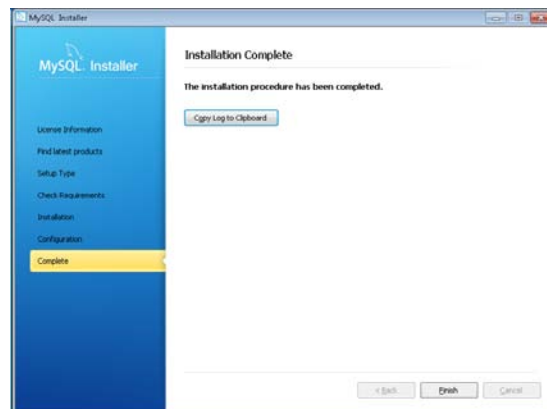 MySQL Installer
MySQL. Installer
License Information
Find latest products
Setup Type
Check Requirements
Installation
Configuration
Complete
Installation Complete
The installation procedure has been completed.
Copy Log to Clipboard
< Back
Finish
Cancel